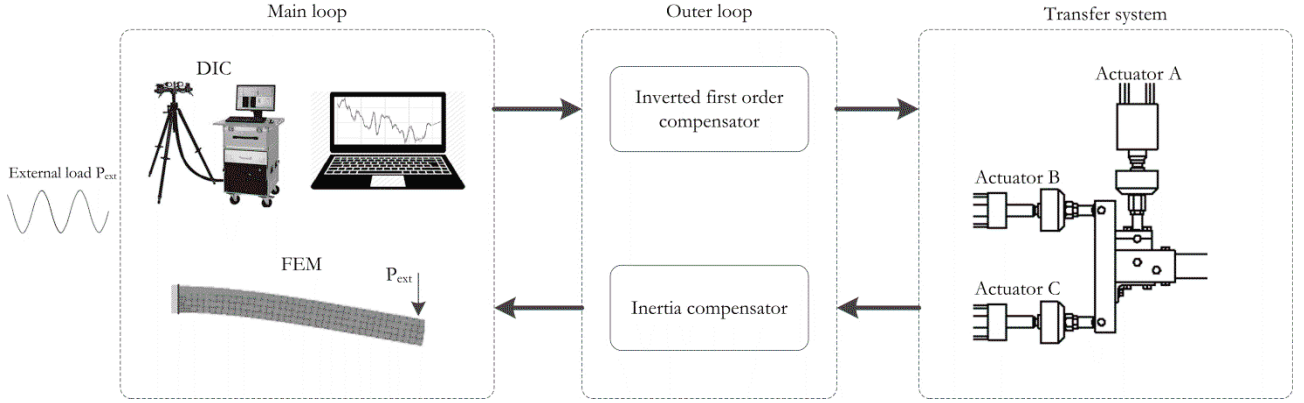 Main loop
Outer loop
Transfer system
DIC
External load Pext
FEM
Pext
Inverted first order
compensator
Inertia compensator
Actuator A
Actuator B
Actuator C